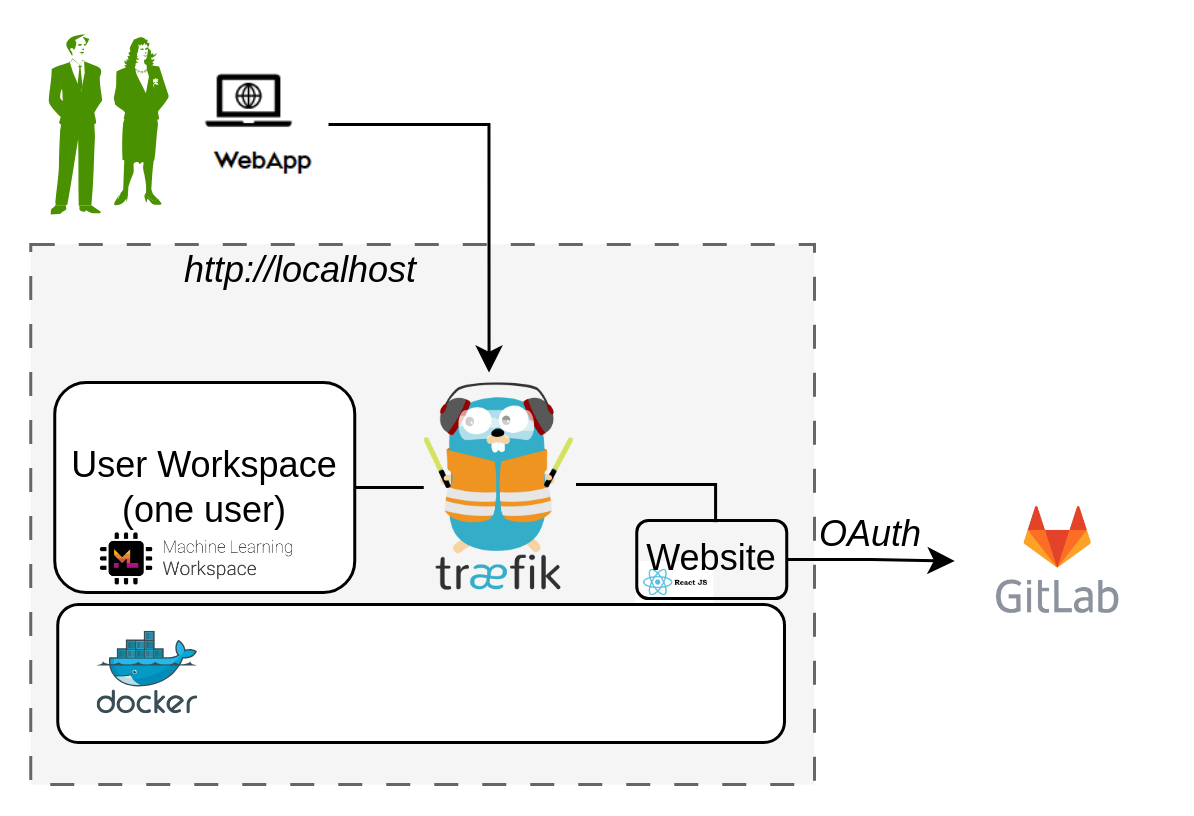 WebApp
http://localhost
User Workspace
(one user)
Machine Learning
Workspace
træfik
Website
React JS
OAuth
GitLab
docker